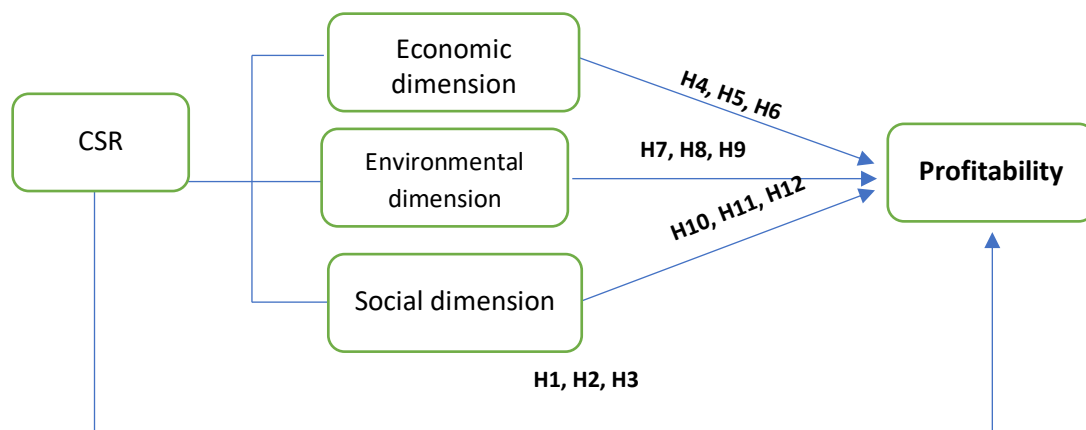 Economic
dimension
H4, H5, H6
CSR
H7, H8, H9
Environmental
dimension
Profitability
H10, H11, H12
Social dimension
H1, H2, H3